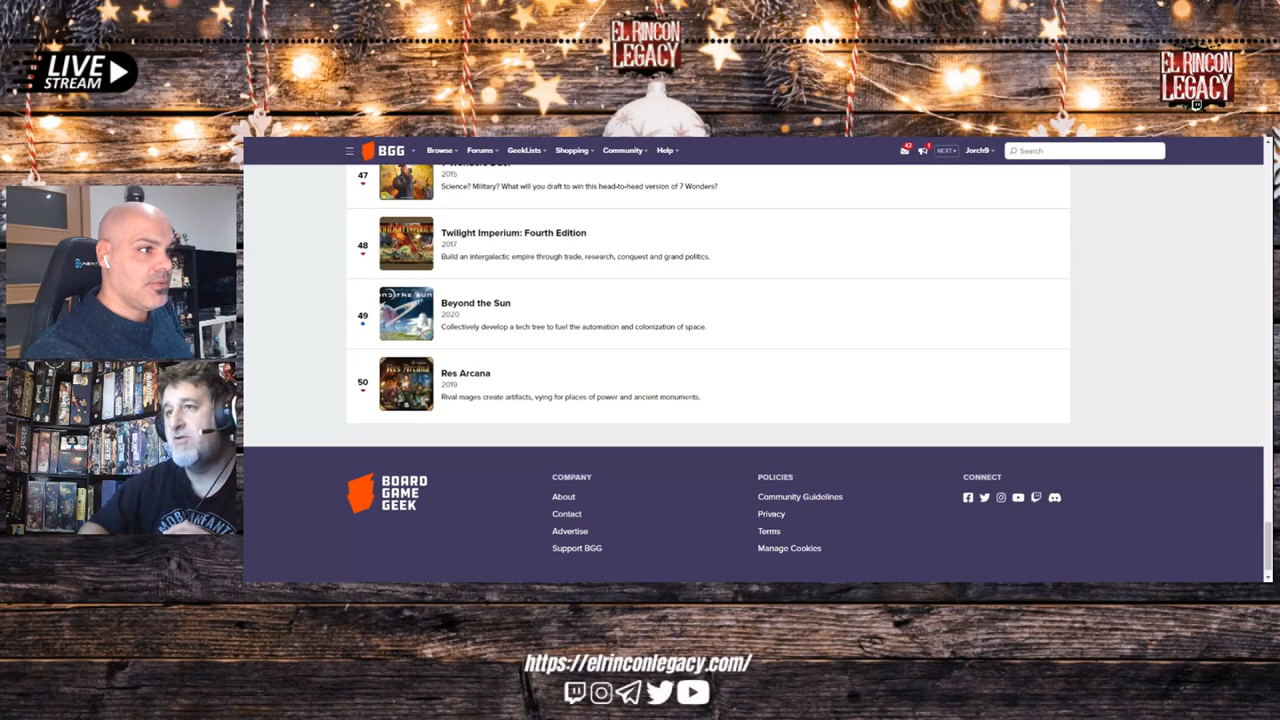 EL RINCON
LEGACY
LIVE
STREAM
EL RINCON
LEGACY
BGG
Browse
Forums
GeekLists
Shopping
Community
Help
42
1
NEXT
Jorch9
Search
47
2015
Science? Military? What will you draft to win this head-to-head version of 7 Wonders?
48
Twilight Imperium: Fourth Edition
2017
Build an intergalactic empire through trade, research, conquest and grand politics.
49
Beyond the Sun
2020
Collectively develop a tech tree to fuel the automation and colonization of space.
50
Res Arcana
2019
Rival mages create artifacts, vying for places of power and ancient monuments.
BOARD
GAME
GEEK
COMPANY
About
Contact
Advertise
Support BGG
POLICIES
Community Guidelines
Privacy
Terms
Manage Cookies
CONNECT
https://elrinconlegacy.com/